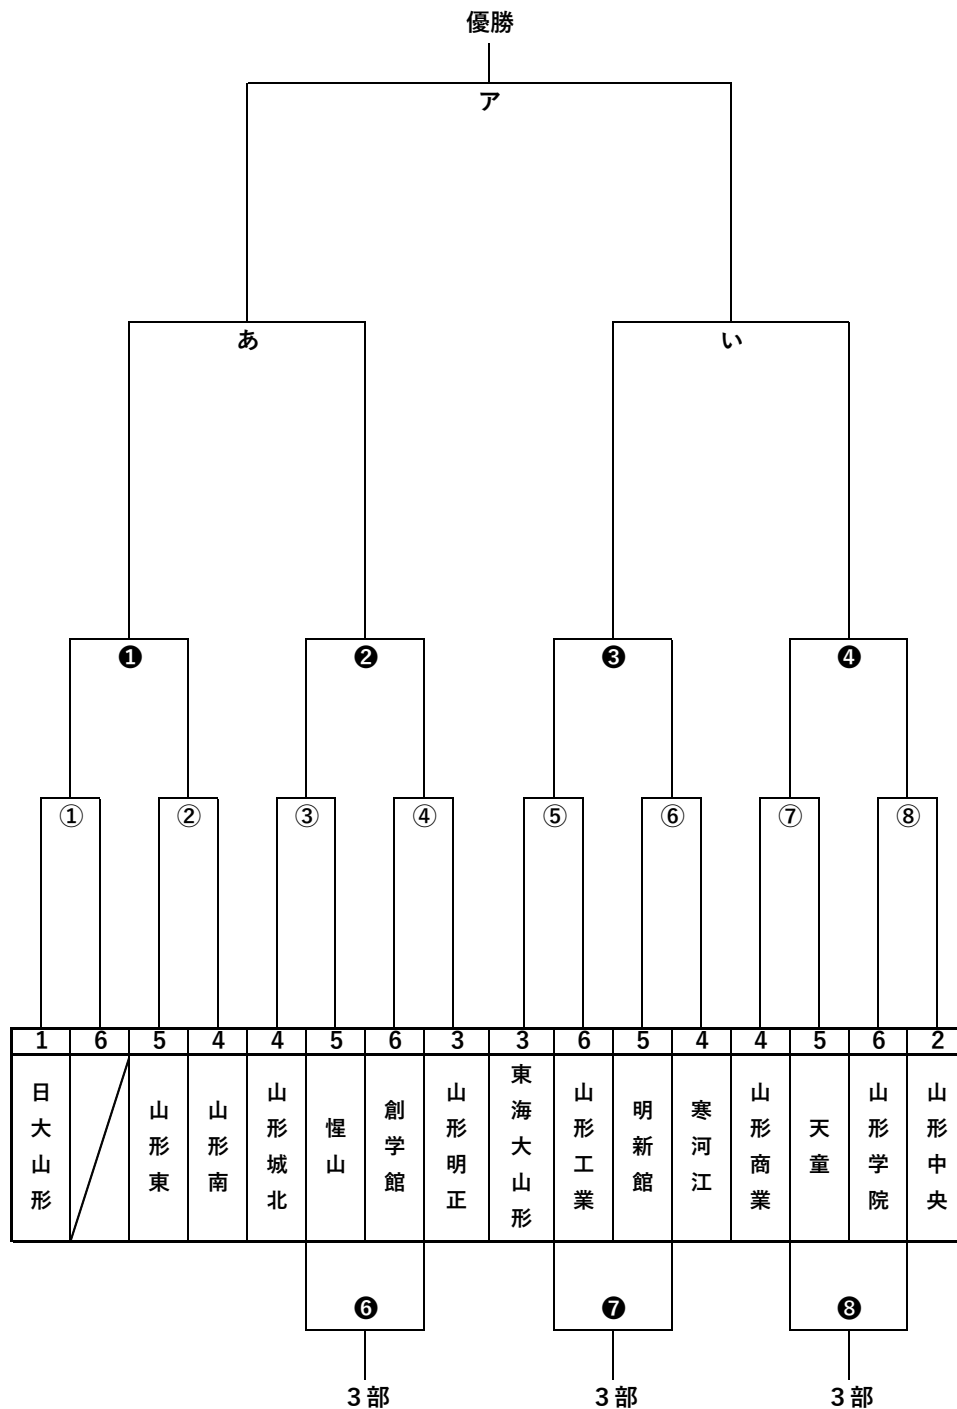 優勝
ア
あ い
❶ ❷ ❸ ❹
① ② ③ ④ ⑤ ⑥ ⑦ ⑧
1 6 5 4 4 5 6 3 3 6 5 4 4 5 6 2
日大山形
山形東
山形南
山形城北
惺山
創学館
山形明正
東海大山形
山形工業
明新館
寒河江
山形商業
天童
山形学院
山形中央
❻ ❼ ❽
３部 ３部 ３部